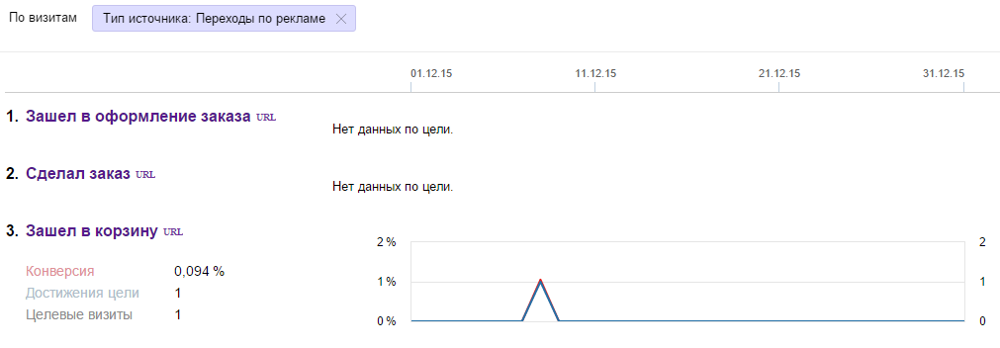 По визитам Тип источника: Переходы по рекламе
01.12.15 11.12.15 21.12.15 31.12.15
1. Зашел в оформление заказа URL
Нет данных по цели.
2. Сделал заказ URL
Нет данных по цели.
3. Зашел в корзину URL
2 % 2
Конверсия 0,094 %
1 % 1
Достижения цели 1
Целевые визиты 1
0 % 0